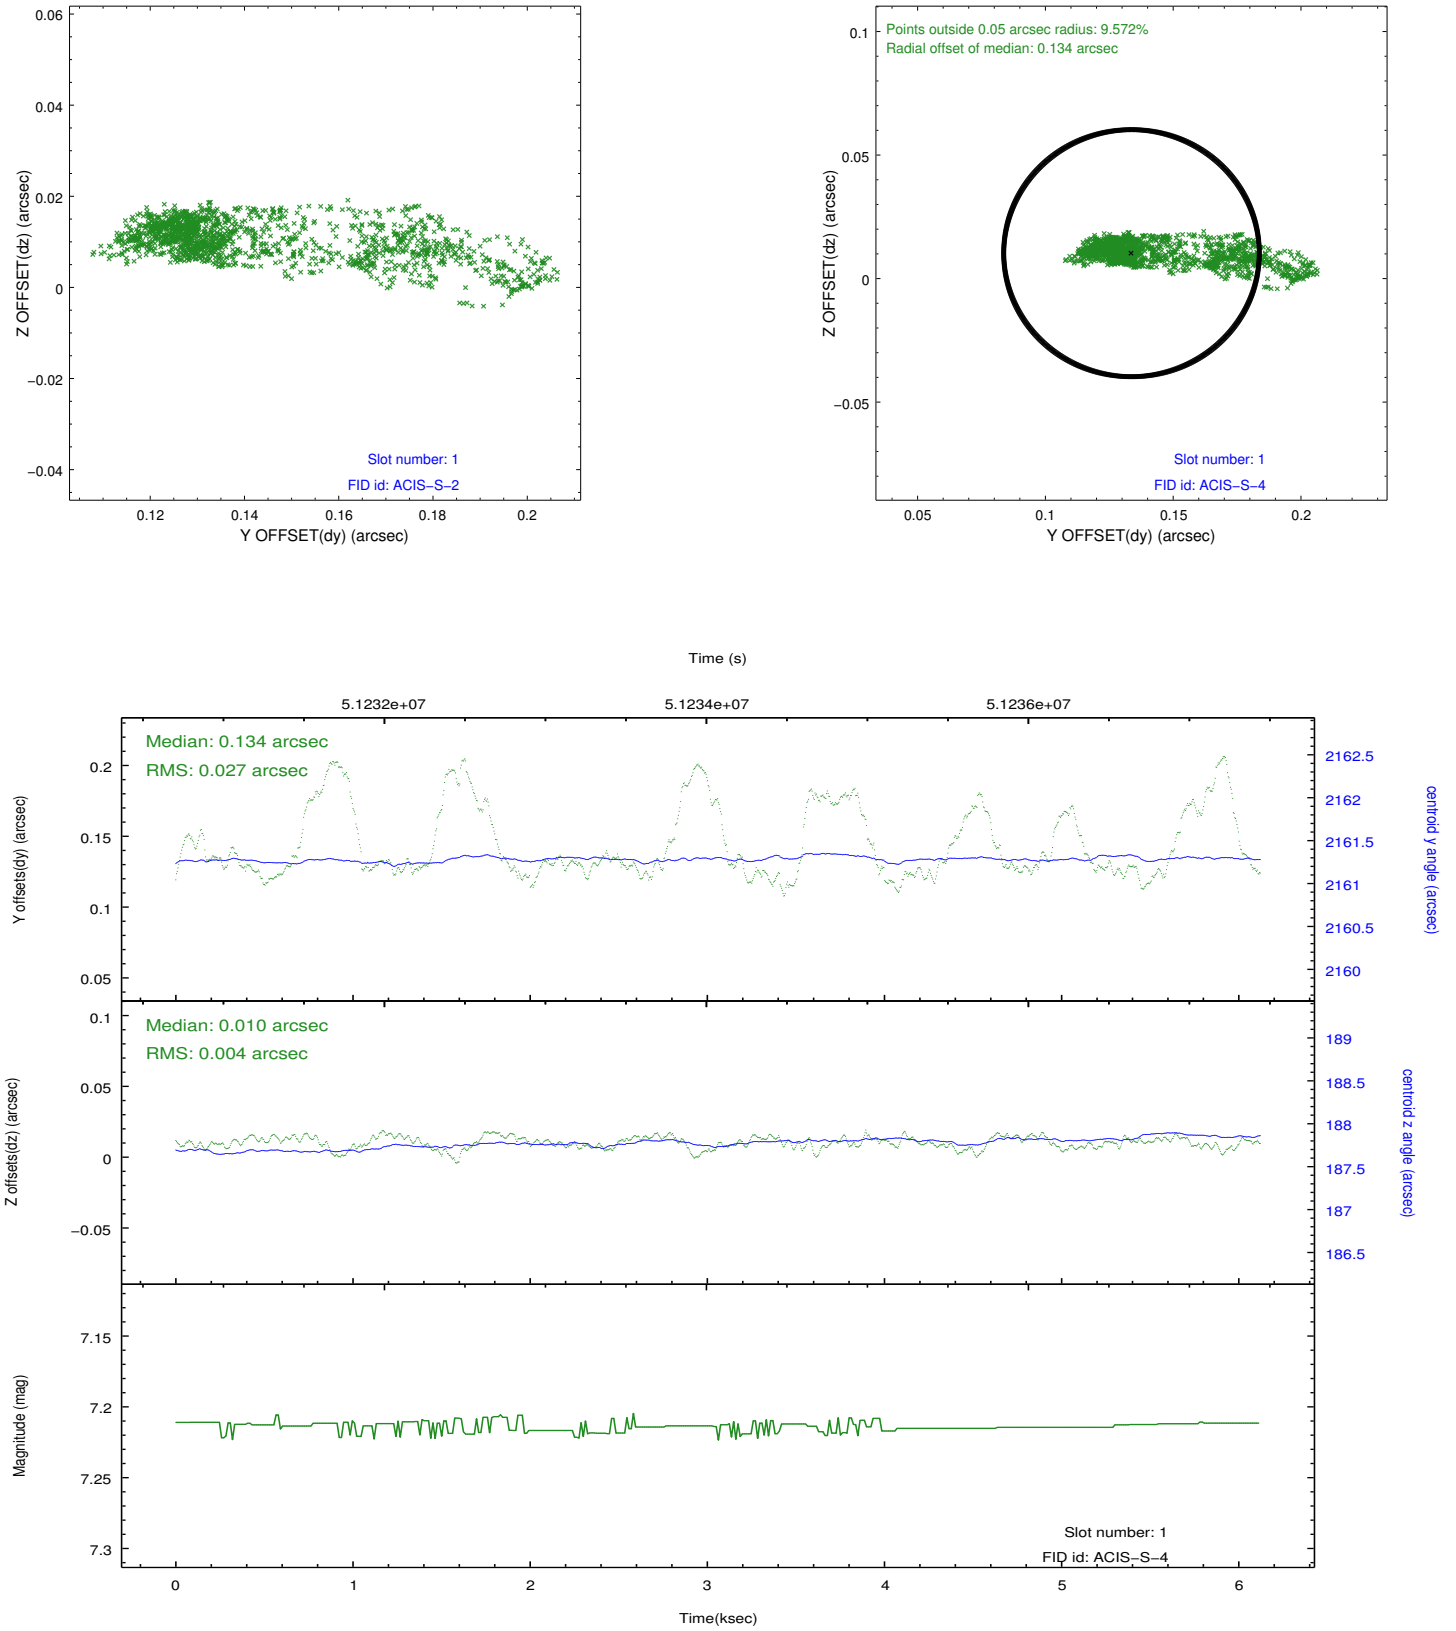 0.06
0.04
0.02
0
−0.02
−0.04
Z OFFSET(dz) (arcsec)
Slot number: 1
FID id: ACIS−S−2
0.12
0.14
0.16
0.18
0.2
Y OFFSET(dy) (arcsec)
Points outside 0.05 arcsec radius: 9.572%
Radial offset of median: 0.134 arcsec
0.1
0.05
0
−0.05
Z OFFSET(dz) (arcsec)
Slot number: 1
FID id: ACIS−S−4
0.05
0.1
0.15
0.2
Y OFFSET(dy) (arcsec)
Time (s)
5.1232e+07
5.1234e+07
5.1236e+07
Median: 0.134 arcsec
RMS: 0.027 arcsec
0.2
0.15
0.1
0.05
Y offsets(dy) (arcsec)
2162.5
2162
2161.5
2161
2160.5
2160
centroid y angle (arcsec)
Median: 0.010 arcsec
RMS: 0.004 arcsec
0.1
0.05
0
−0.05
Z offsets(dz) (arcsec)
189
188.5
188
187.5
187
186.5
centroid z angle (arcsec)
7.15
7.2
7.25
7.3
Magnitude (mag)
Slot number: 1
FID id: ACIS−S−4
0
1
2
3
4
5
6
Time(ksec)